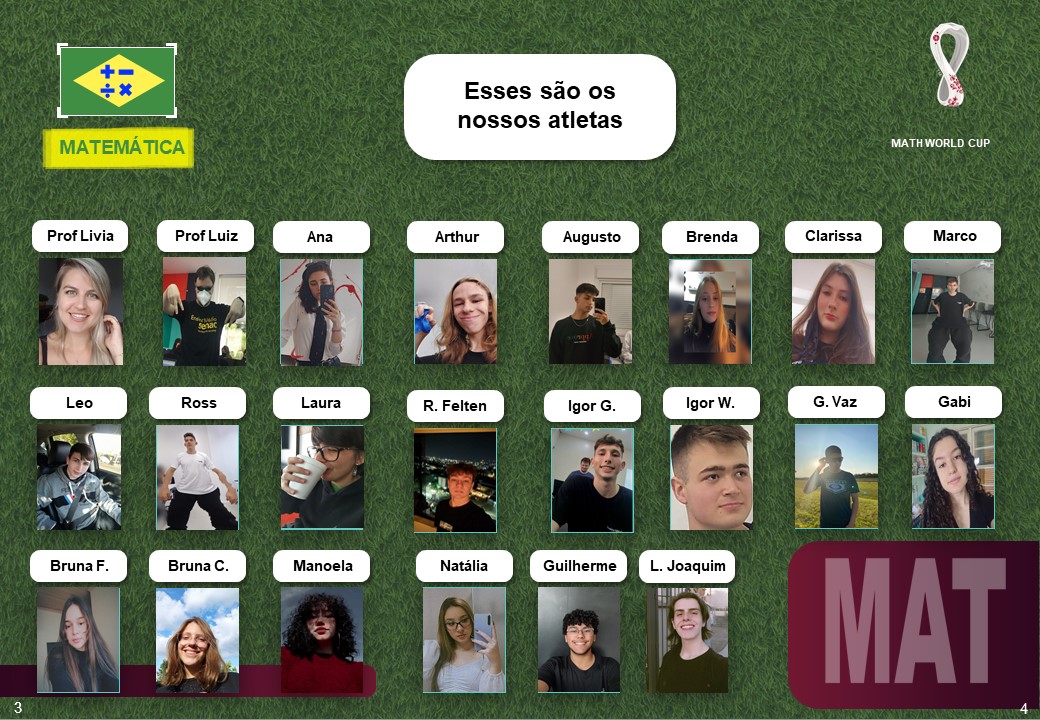 MATEMÁTICA
Esses são os
nossos atletas
MATH WORLD CUP
Prof Livia
Prof Luiz
Ana
Arthur
Augusto
Brenda
Clarissa
Marco
senac
Leo
Ross
Laura
R. Felten
Igor G.
Igor W.
G. Vaz
Gabi
Bruna F.
Bruna C.
Manoela
Natália
Guilherme
L. Joaquim
MAT
3
4